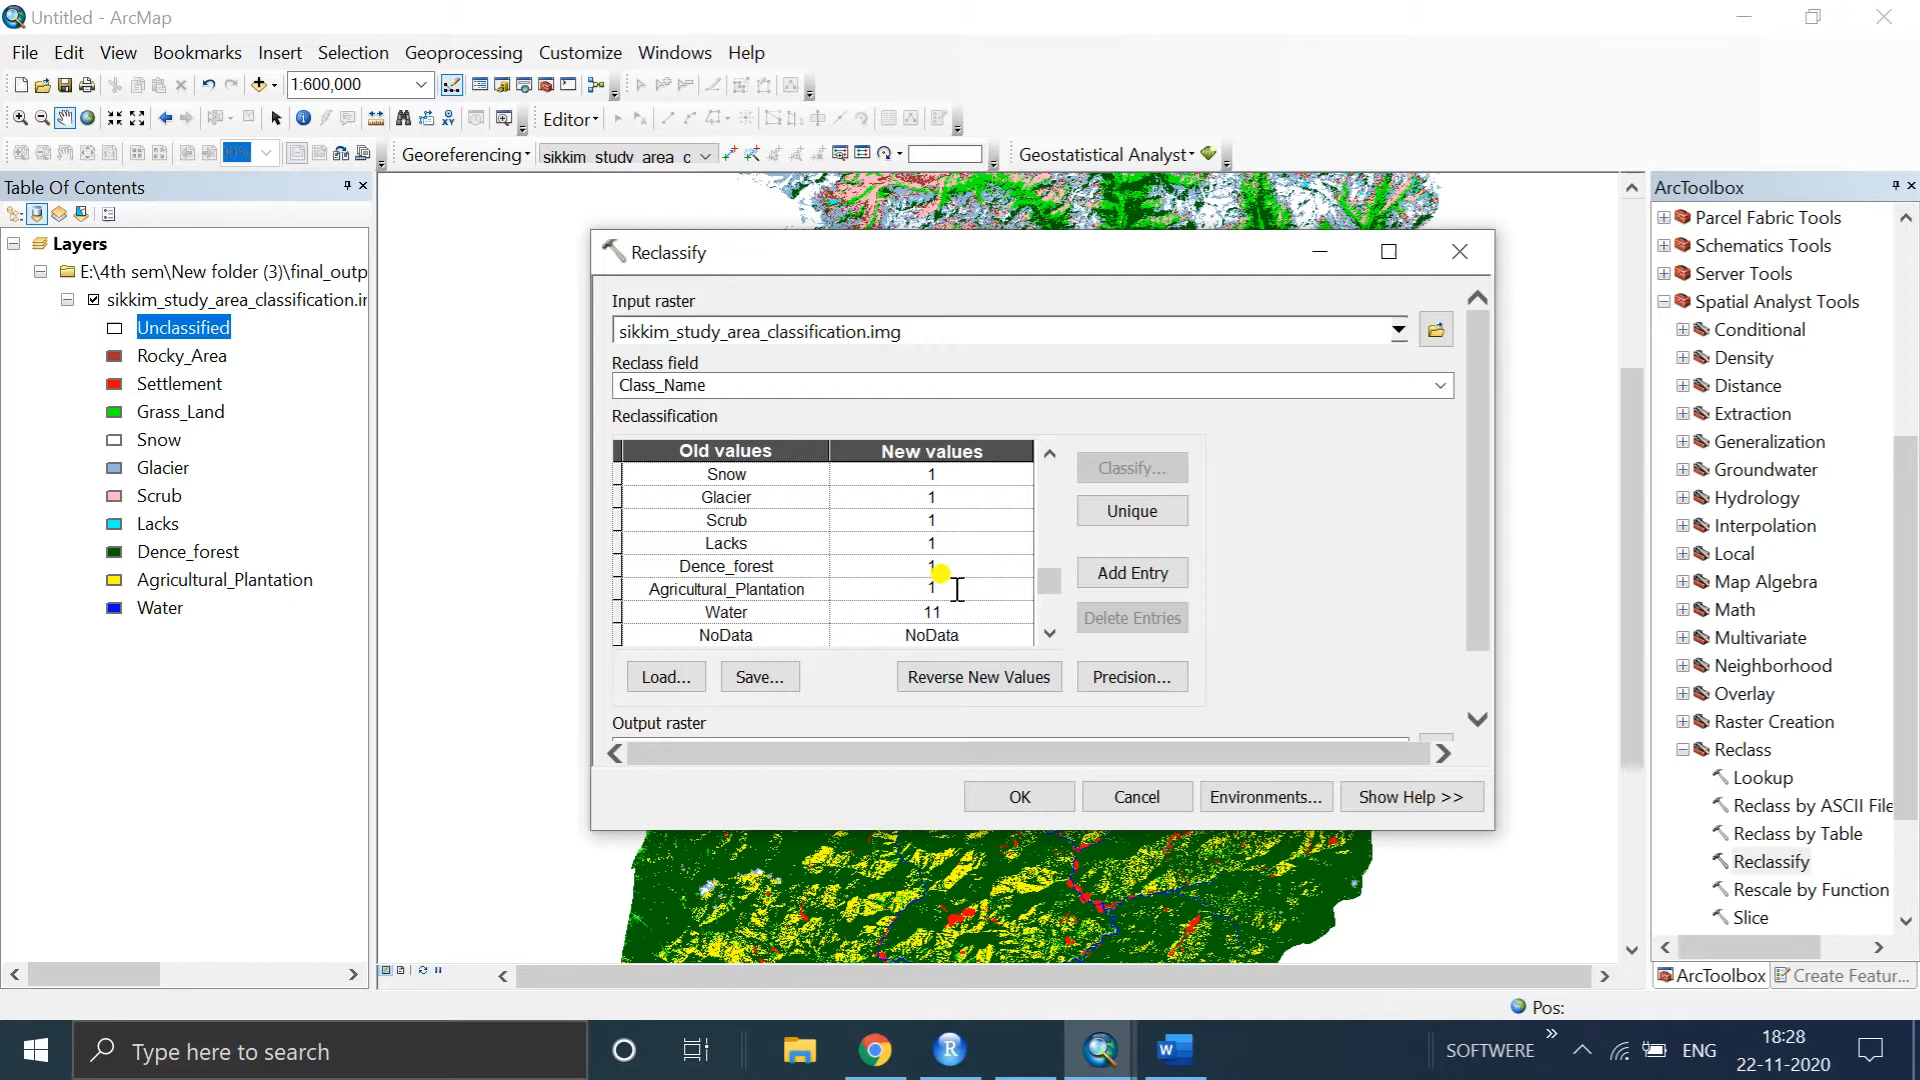 Untitled - ArcMap
File Edit View Bookmarks Insert Selection Geoprocessing Customize Windows Help
1:600,000
Editor
Georeferencing sikkim_study_area_c Geostatistical Analyst
Table Of Contents
Layers
E:\4th sem\New folder (3)\final_outp
sikkim_study_area_classification.ir
Unclassified
Rocky_Area
Settlement
Grass_Land
Snow
Glacier
Scrub
Lacks
Dence_forest
Agricultural_Plantation
Water
Reclassify
Input raster
sikkim_study_area_classification.img
Reclass field
Class_Name
Reclassification
Old values New values
Snow 1
Glacier 1
Scrub 1
Lacks 1
Dence_forest 1
Agricultural_Plantation 1
Water 11
NoData NoData
Classify...
Unique
Add Entry
Delete Entries
Load... Save... Reverse New Values Precision...
Output raster
OK Cancel Environments... Show Help >>
ArcToolbox
Parcel Fabric Tools
Schematics Tools
Server Tools
Spatial Analyst Tools
Conditional
Density
Distance
Extraction
Generalization
Groundwater
Hydrology
Interpolation
Local
Map Algebra
Math
Multivariate
Neighborhood
Overlay
Raster Creation
Reclass
Lookup
Reclass by ASCII File
Reclass by Table
Reclassify
Rescale by Function
Slice
ArcToolbox Create Featur...
Pos:
Type here to search
SOFTWERE » ENG
18:28
22-11-2020